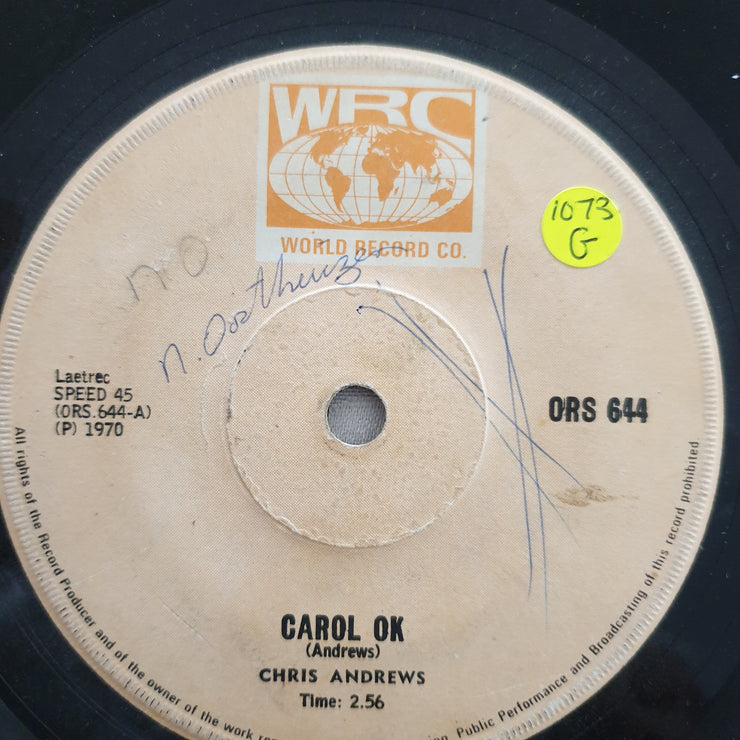 WRC
WORLD RECORD CO.
1073
G
n.o
n. Oosthuizen
Laetrec
SPEED 45
(ORS.644-A)
(P) 1970
ORS 644
CAROL OK
(Andrews)
CHRIS ANDREWS
Time: 2.56
All rights of the Record Producer and of the owner of the work
Public Performance and Broadcasting of this record prohibited